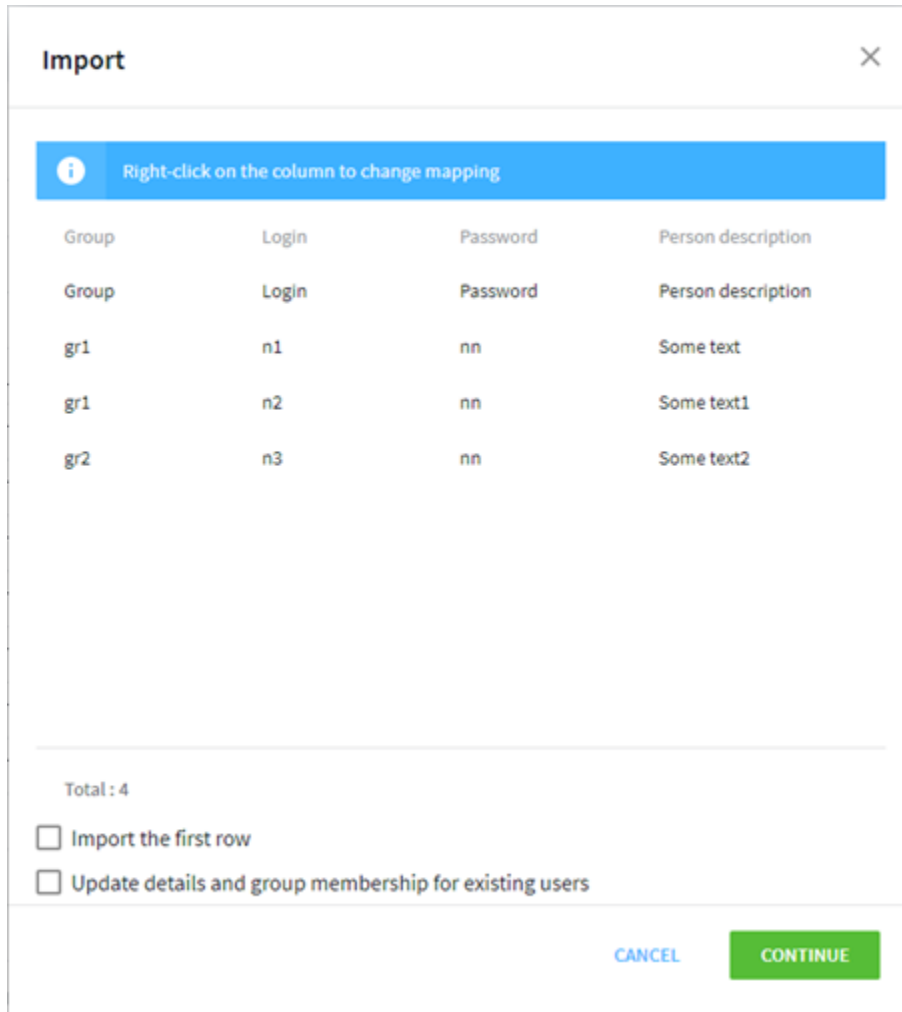 Import
Right-click on the column to change mapping
Group Login Password Person description
Group Login Password Person description
gr1 n1 nn Some text
gr1 n2 nn Some text1
gr2 n3 nn Some text2
Total : 4
Import the first row
Update details and group membership for existing users
CANCEL CONTINUE